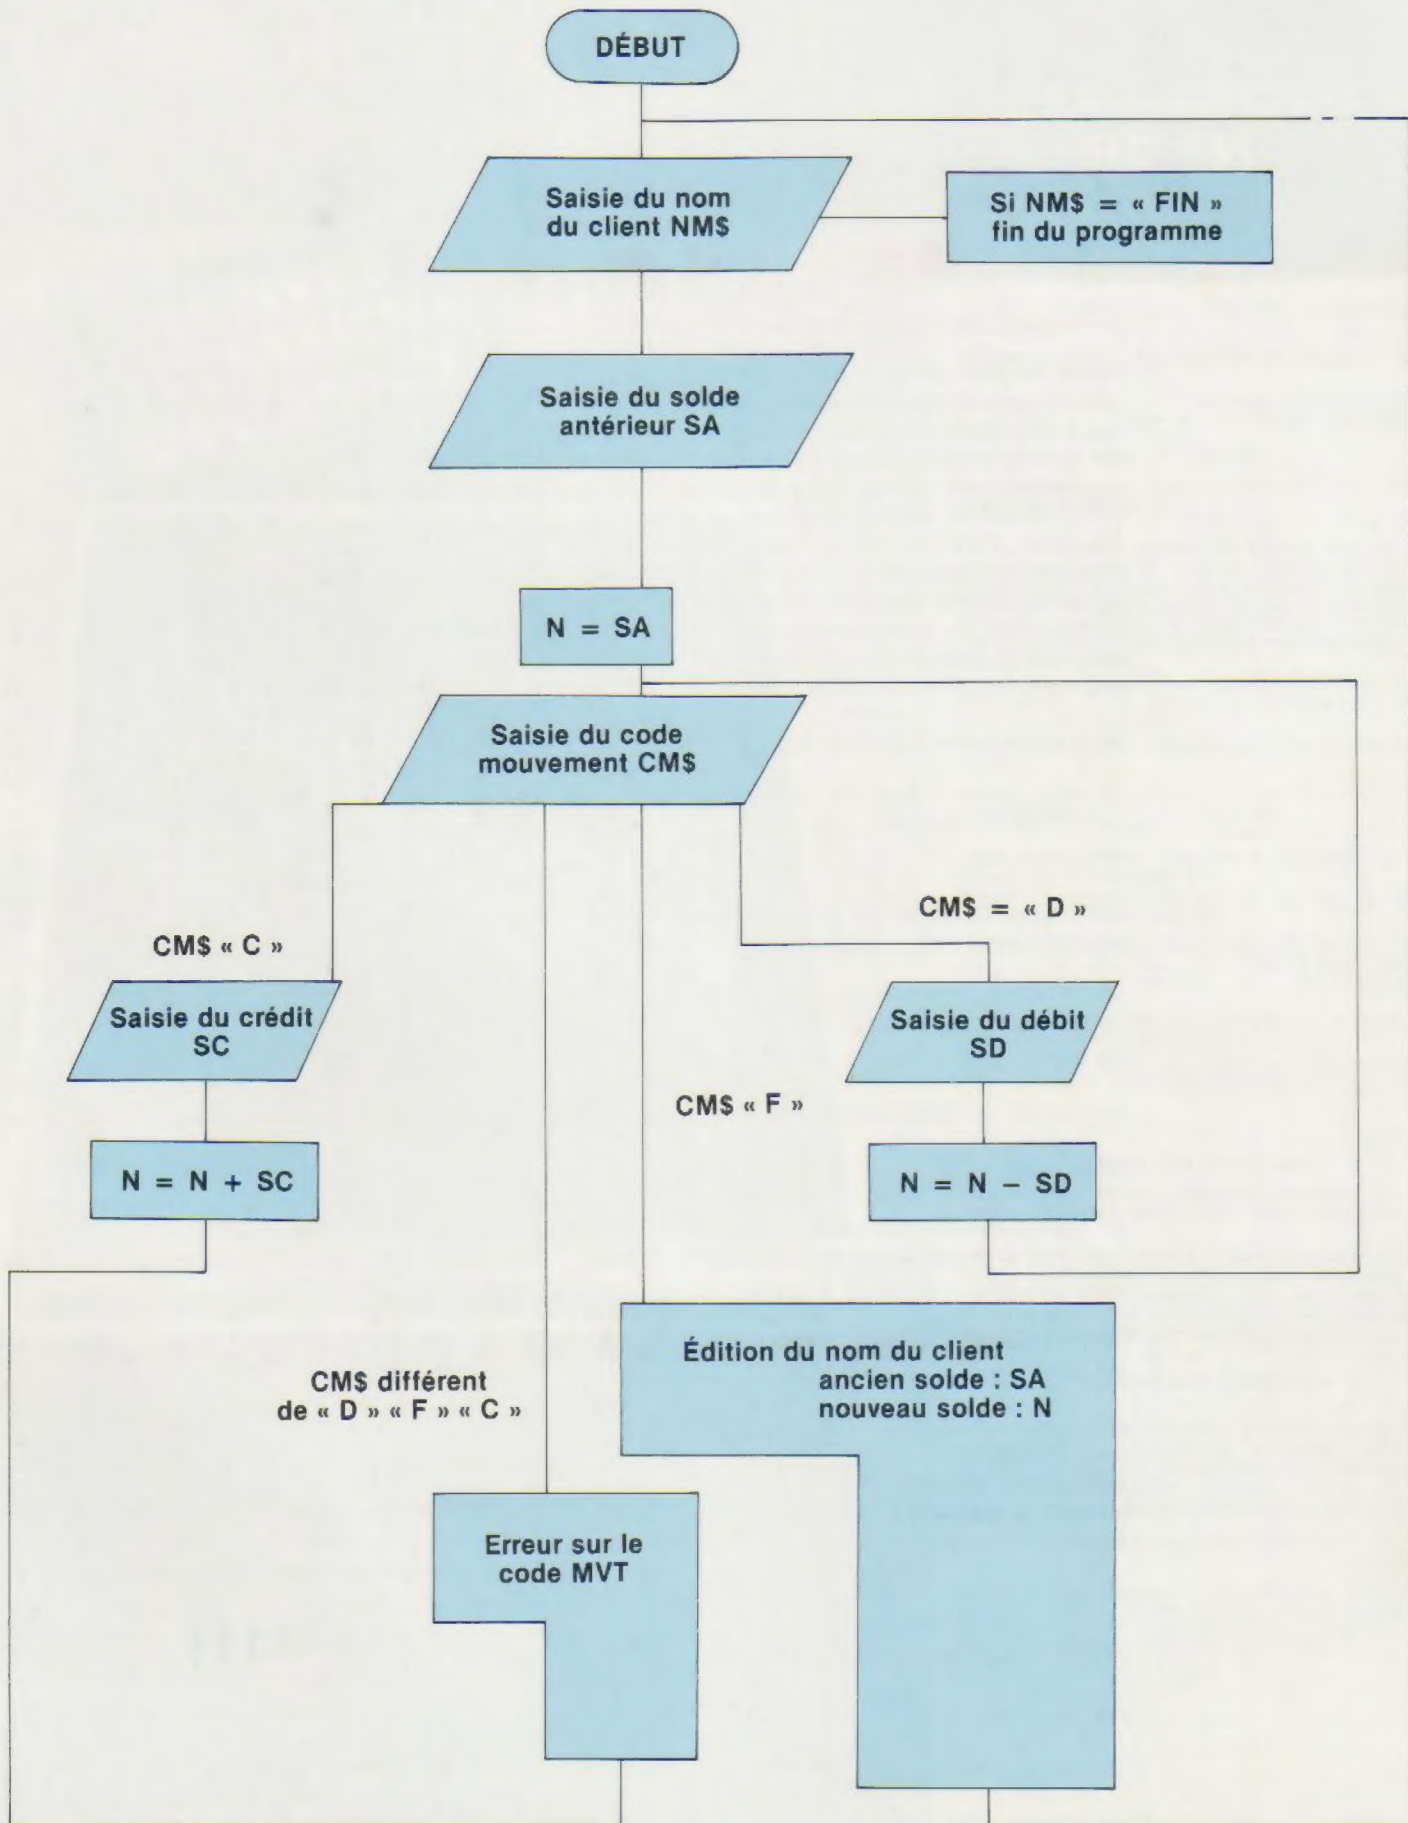 DÉBUT
Saisie du nom
du client NM$
Si NM$ = « FIN »
fin du programme
Saisie du solde
antérieur SA
N = SA
Saisie du code
mouvement CM$
CM$ = « D »
CM$ « C »
Saisie du crédit
SC
Saisie du débit
SD
CM$ « F »
N = N + SC
N = N – SD
Édition du nom du client
ancien solde : SA
nouveau solde : N
CM$ différent
de « D » « F » « C »
Erreur sur le
code MVT